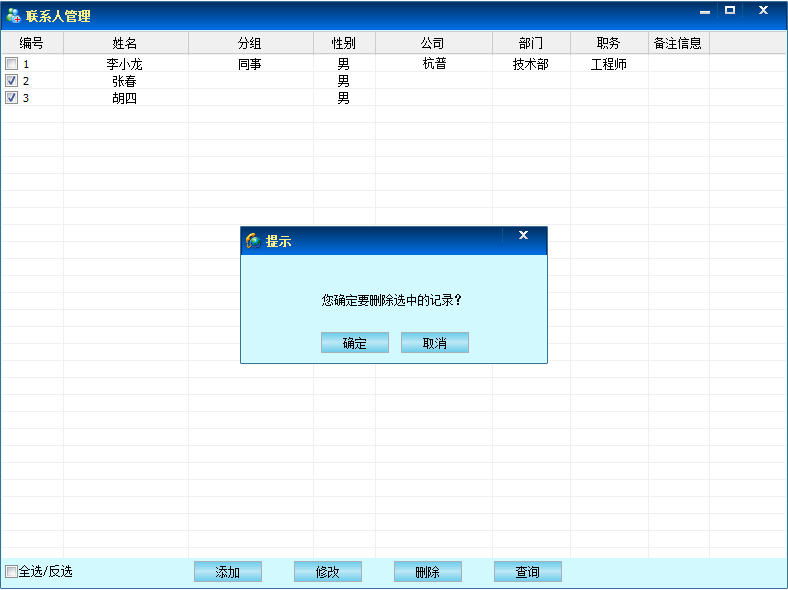 联系人管理
编号 姓名 分组 性别 公司 部门 职务 备注信息
1 李小龙 同事 男 杭普 技术部 工程师
2 张春 男
3 胡四 男
提示
您确定要删除选中的记录?
确定 取消
全选/反选 添加 修改 删除 查询